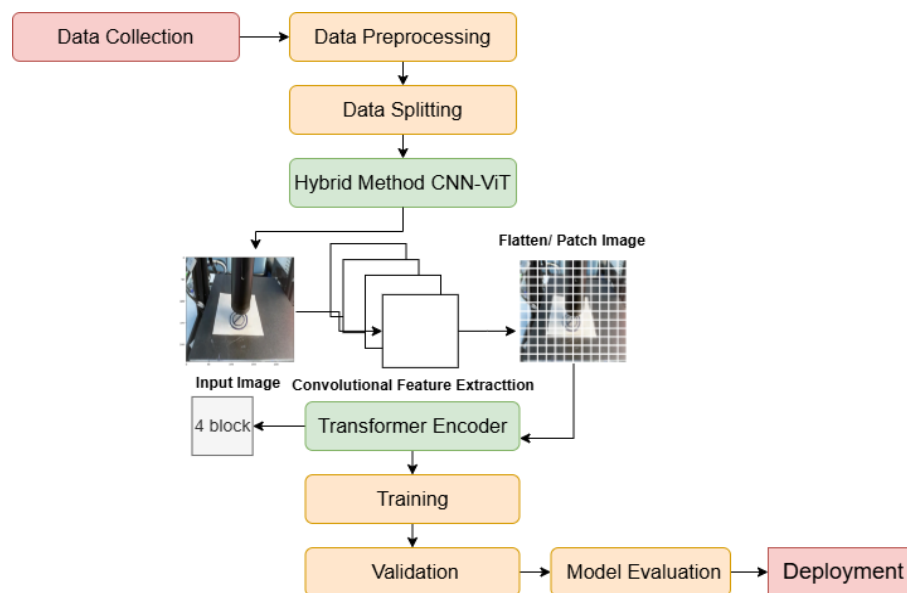 Data Collection
Data Preprocessing
Data Splitting
Hybrid Method CNN-ViT
Flatten/ Patch Image
Input Image
Convolutional Feature Extracttion
4 block
Transformer Encoder
Training
Validation
Model Evaluation
Deployment